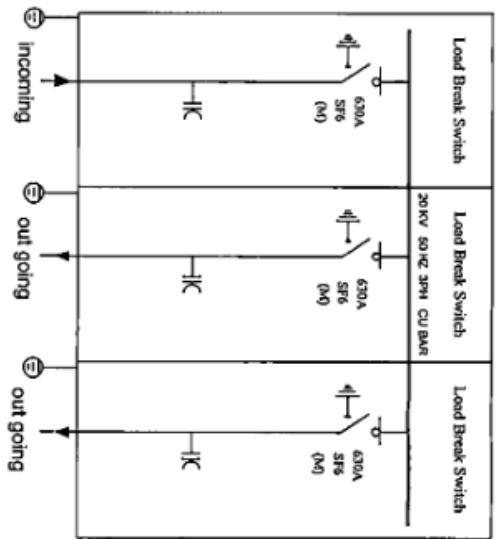 Load Break Switch
Load Break Switch
Load Break Switch
20 KV 50 HZ 3PH CU BAR
630A
SF6
(M)
630A
SF6
(M)
630A
SF6
(M)
incoming
out going
out going